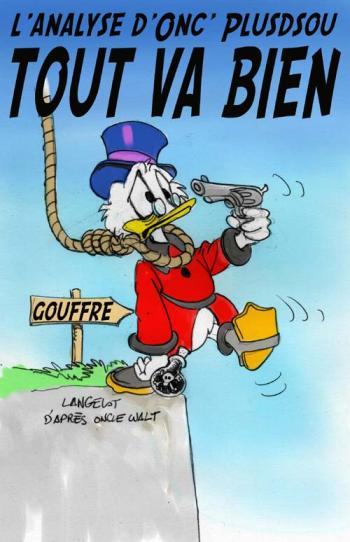 L'ANALYSE D'ONC' PLUSDSOU
TOUT VA BIEN
GOUFFRE
LANGELOT
D'APRÈS ONCLE WALT